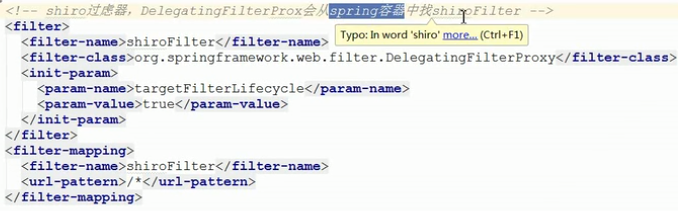 <!-- shiro过虑器，DelegatingFilterProx会从spring容器中找shiroFilter -->
<filter>
<filter-name>shiroFilter</filter-name>
Typo: In word 'shiro' more... (Ctrl+F1)
<filter-class>org.springframework.web.filter.DelegatingFilterProxy</filter-class>
<init-param>
<param-name>targetFilterLifecycle</param-name>
<param-value>true</param-value>
</init-param>
</filter>
<filter-mapping>
<filter-name>shiroFilter</filter-name>
<url-pattern>/*</url-pattern>
</filter-mapping>